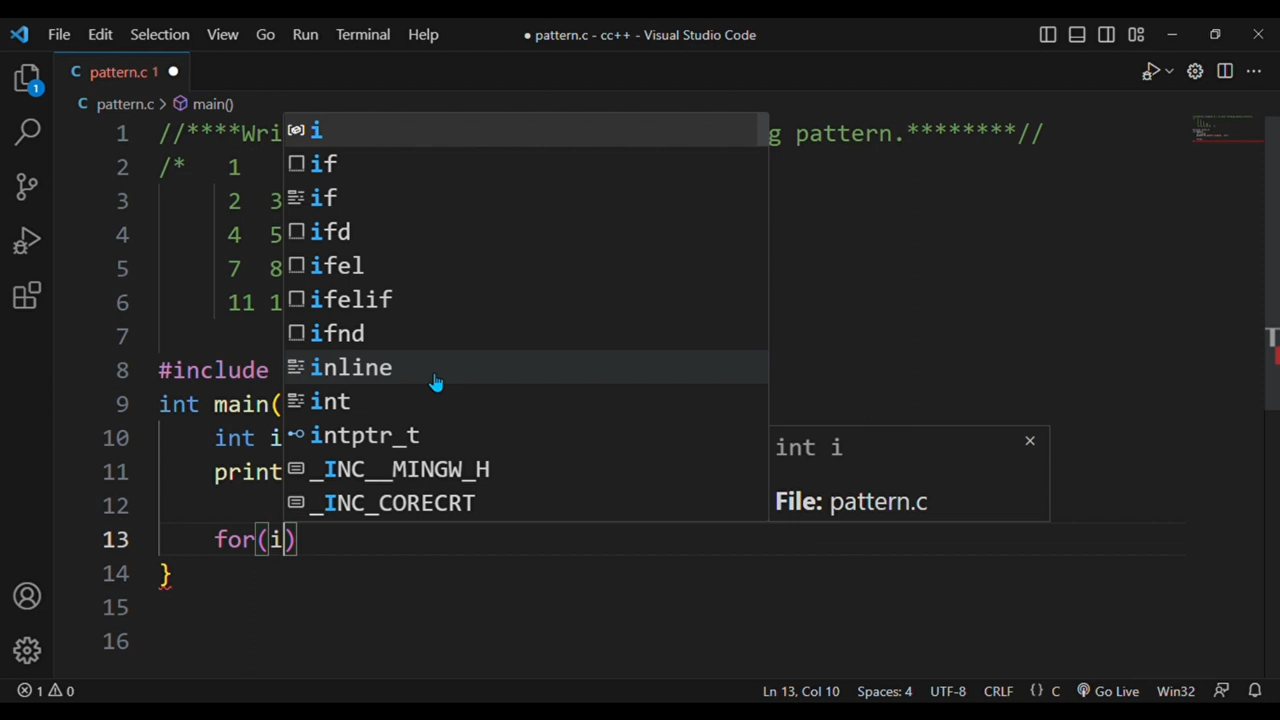 File Edit Selection View Go Run Terminal Help ● pattern.c - cc++ - Visual Studio Code
C pattern.c 1 ●
1
C pattern.c > main()
1 //****Wri g pattern.********//
2 /* 1
3 2 3
4 4 5
5 7 8
6 11 1
7
8 #include
9 int main(
10 int i
11 print
12
13 for(i)
14 }
15
16
i
if
if
ifd
ifel
ifelif
ifnd
inline
int
intptr_t
_INC__MINGW_H
_INC_CORECRT
int i
File: pattern.c
1 0 Ln 13, Col 10 Spaces: 4 UTF-8 CRLF {} C Go Live Win32